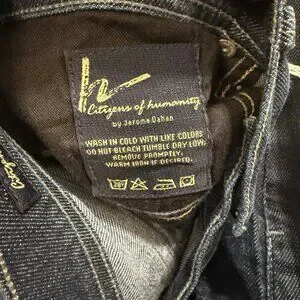 Citizens of humanity
by Jerome Dahan
WASH IN COLD WITH LIKE COLORS
DO NOT BLEACH TUMBLE DRY LOW.
REMOVE PROMPTLY.
WARM IRON IF DESIRED.